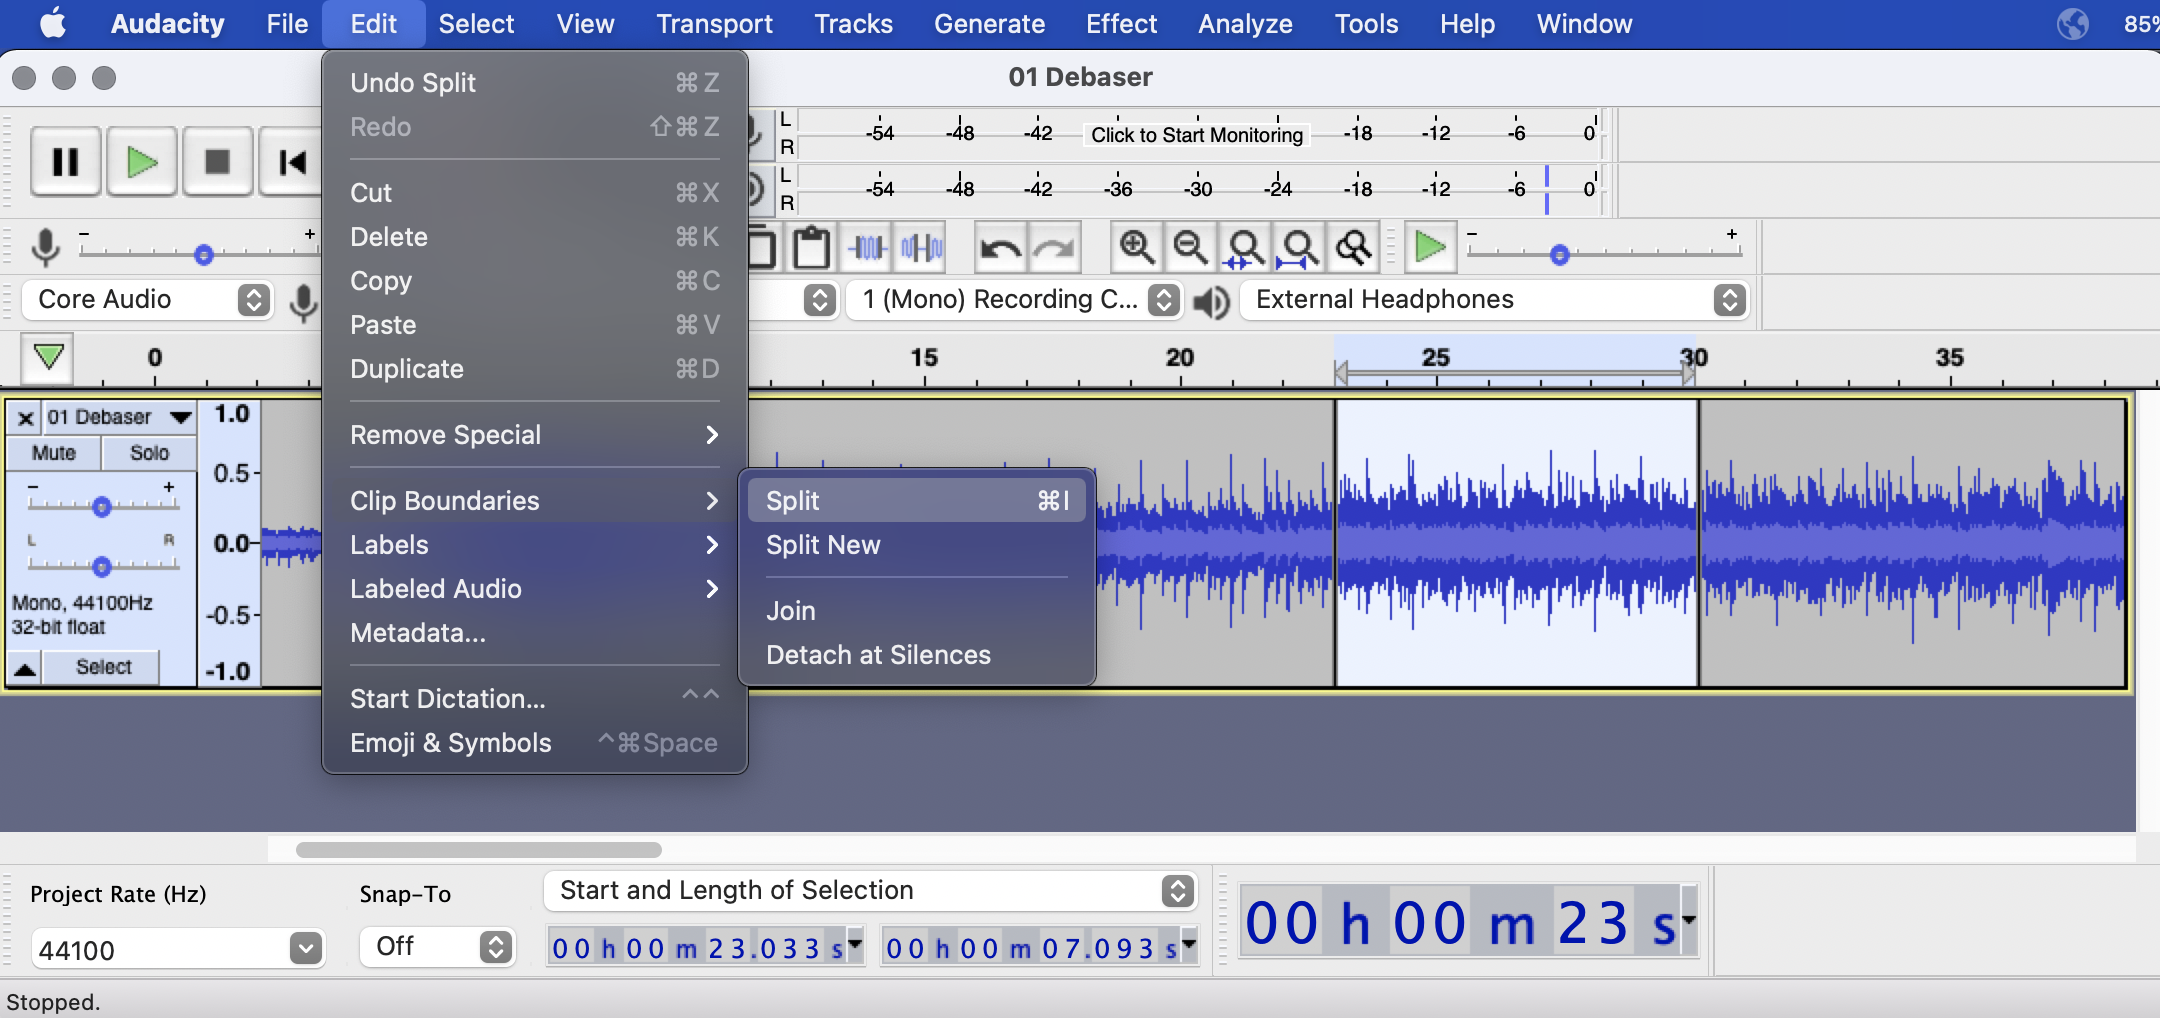 Audacity File Edit Select View Transport Tracks Generate Effect Analyze Tools Help Window
01 Debaser
Undo Split ⌘Z
Redo ⇧⌘Z
Cut ⌘X
Delete ⌘K
Copy ⌘C
Paste ⌘V
Duplicate ⌘D
Remove Special
Clip Boundaries
Labels
Labeled Audio
Metadata...
Start Dictation... ^^
Emoji & Symbols ^⌘Space
Split ⌘I
Split New
Join
Detach at Silences
L
R
-54 -48 -42 Click to Start Monitoring -18 -12 -6 0
L
R
-54 -48 -42 -36 -30 -24 -18 -12 -6 0
- +
- +
Core Audio
1 (Mono) Recording C...
External Headphones
0 15 20 25 30 35
01 Debaser
Mute Solo
- +
L R
Mono, 44100Hz
32-bit float
Select
1.0
0.5
0.0
-0.5
-1.0
Project Rate (Hz)
44100
Snap-To
Off
Start and Length of Selection
00 h 00 m 23.033 s
00 h 00 m 07.093 s
00 h 00 m 23 s
Stopped.